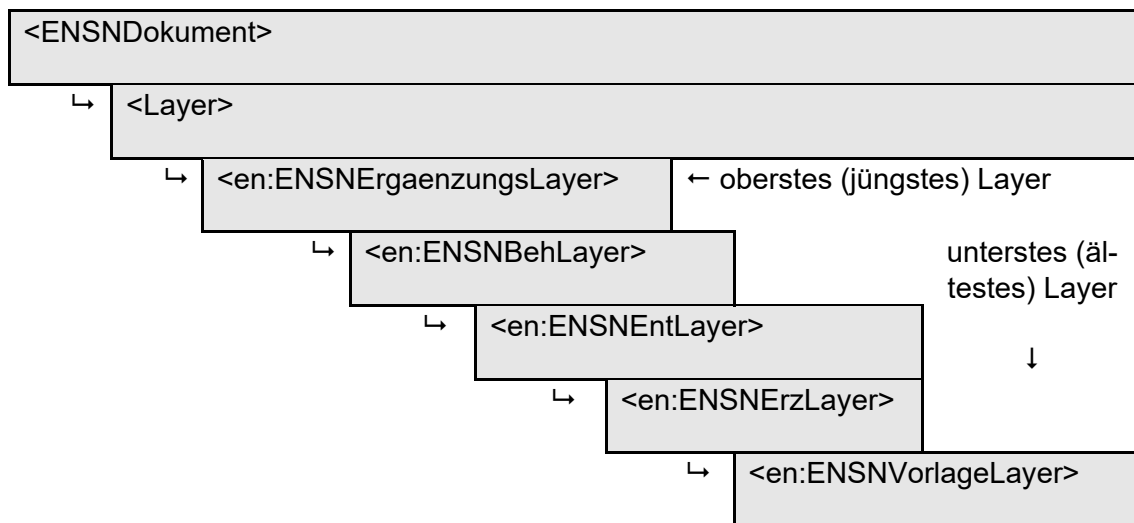 <ENSNDokument>
↳ <Layer>
↳ <en:ENSNErgaenzungsLayer> ← oberstes (jüngstes) Layer
↳ <en:ENSNBehLayer>
unterstes (äl-
testes) Layer
↳ <en:ENSNEntLayer>
↓
↳ <en:ENSNErzLayer>
↳ <en:ENSNVorlageLayer>